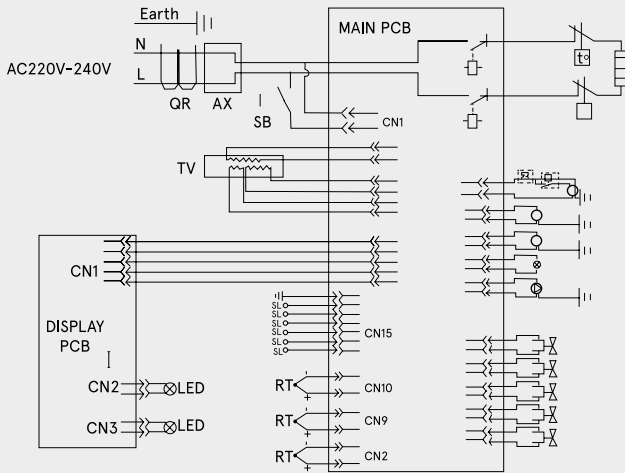 Earth
N
L
AC220V-240V
QR
AX
SB
MAIN PCB
CN1
t°
TV
CN1
DISPLAY
PCB
CN2
LED
CN3
LED
SL
SL
SL
SL
SL
CN15
RT
CN10
RT
CN9
RT
CN2